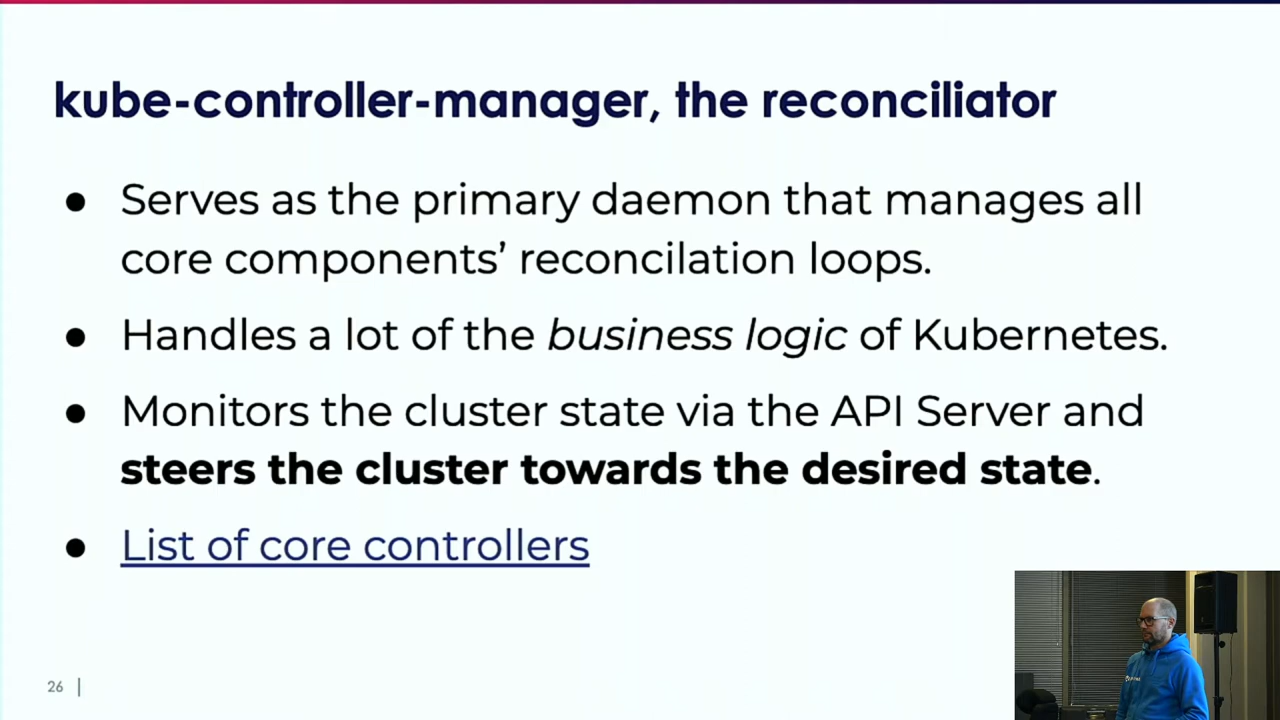 kube-controller-manager, the reconciliator
● Serves as the primary daemon that manages all
core components’ reconcilation loops.
● Handles a lot of the business logic of Kubernetes.
● Monitors the cluster state via the API Server and
steers the cluster towards the desired state.
● List of core controllers
26 |